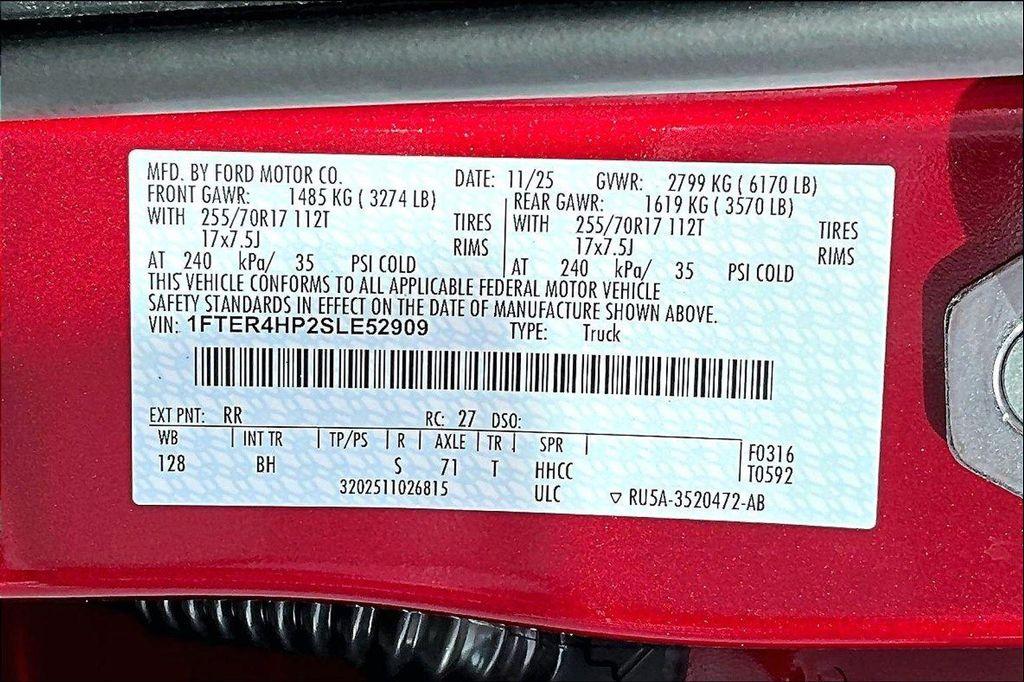 MFD. BY FORD MOTOR CO. DATE: 11/25 GVWR: 2799 KG ( 6170 LB)
FRONT GAWR: 1485 KG ( 3274 LB) REAR GAWR: 1619 KG ( 3570 LB)
WITH 255/70R17 112T TIRES WITH 255/70R17 112T TIRES
17x7.5J RIMS 17x7.5J RIMS
AT 240 kPa/ 35 PSI COLD AT 240 kPa/ 35 PSI COLD
THIS VEHICLE CONFORMS TO ALL APPLICABLE FEDERAL MOTOR VEHICLE
SAFETY STANDARDS IN EFFECT ON THE DATE OF MANUFACTURE SHOWN ABOVE.
VIN: 1FTER4HP2SLE52909 TYPE: Truck
EXT PNT: RR RC: 27 DSO:
WB INT TR TP/PS R AXLE TR SPR F0316
128 BH S 71 T HHCC T0592
3202511026815 ULC ▽ RU5A-3520472-AB